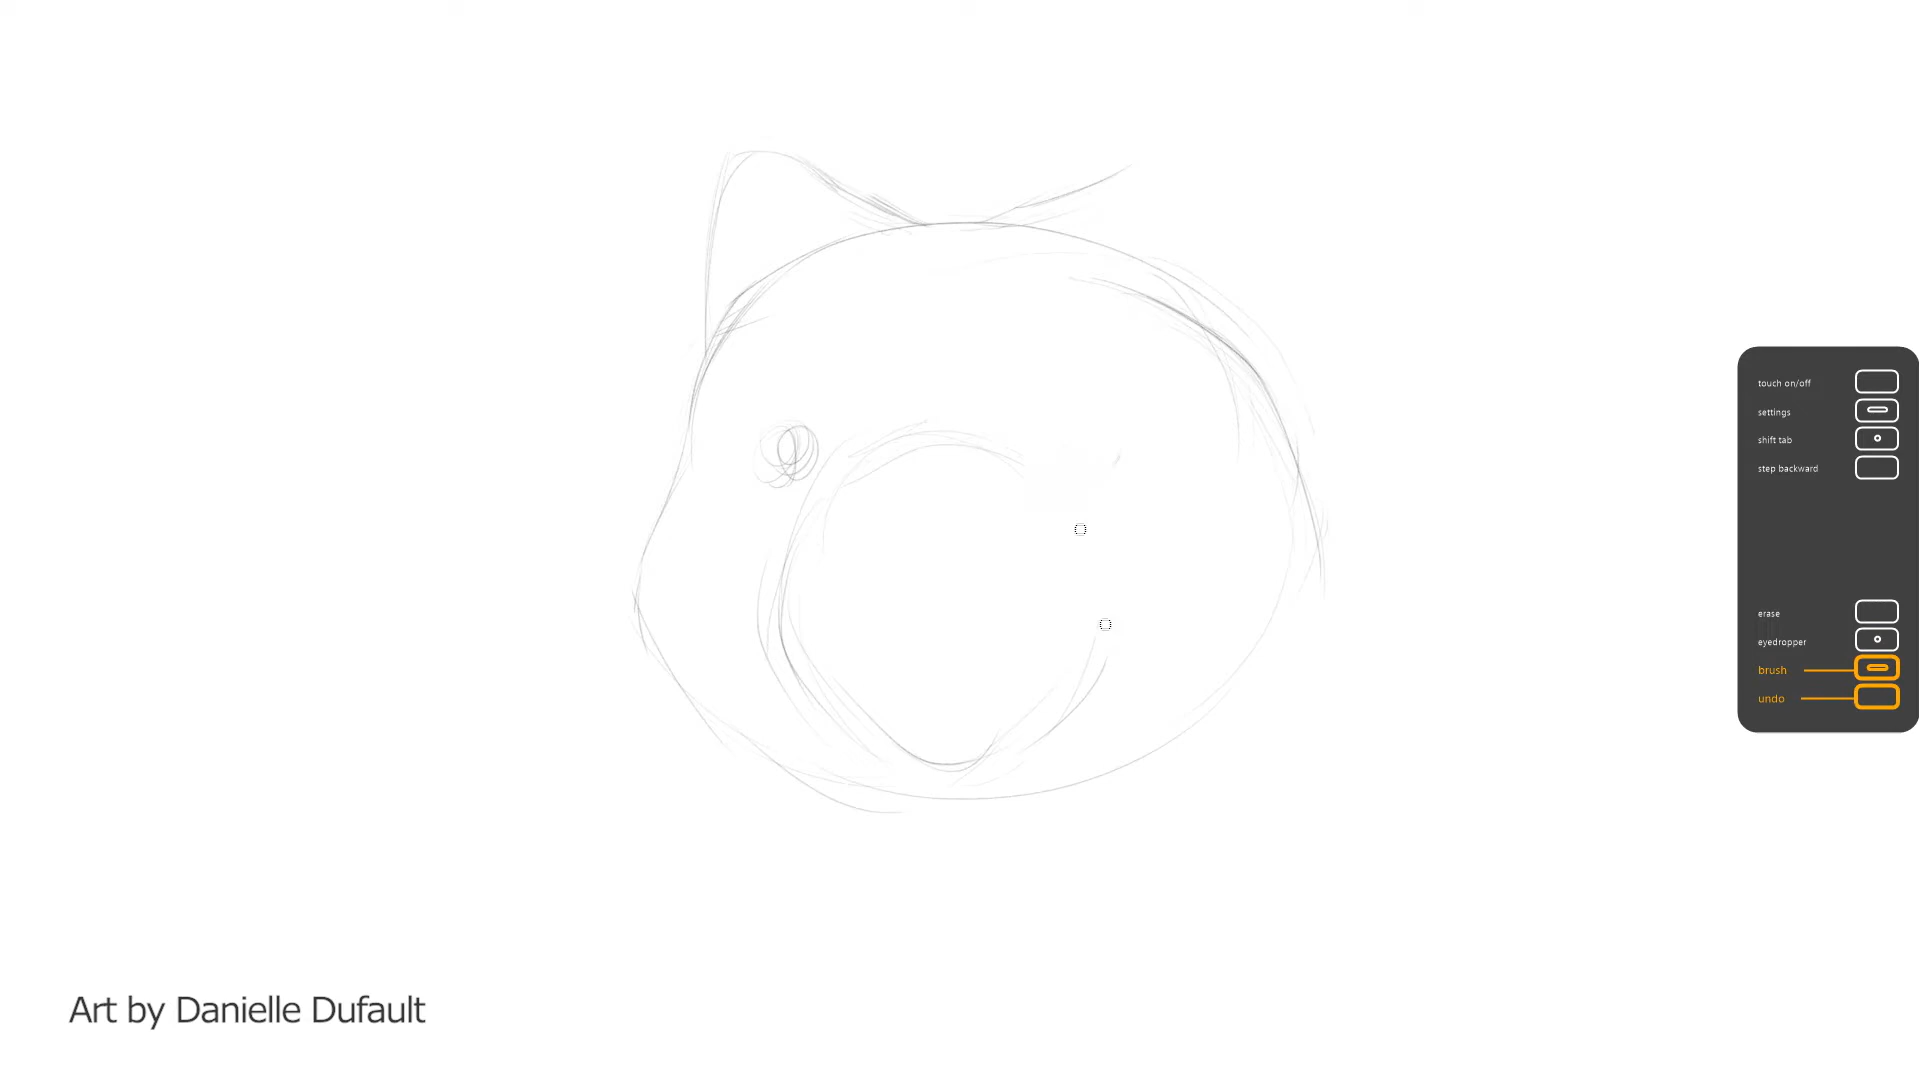 touch on/off
settings
shift tab
step backward
erase
eyedropper
brush
undo
Art by Danielle Dufault